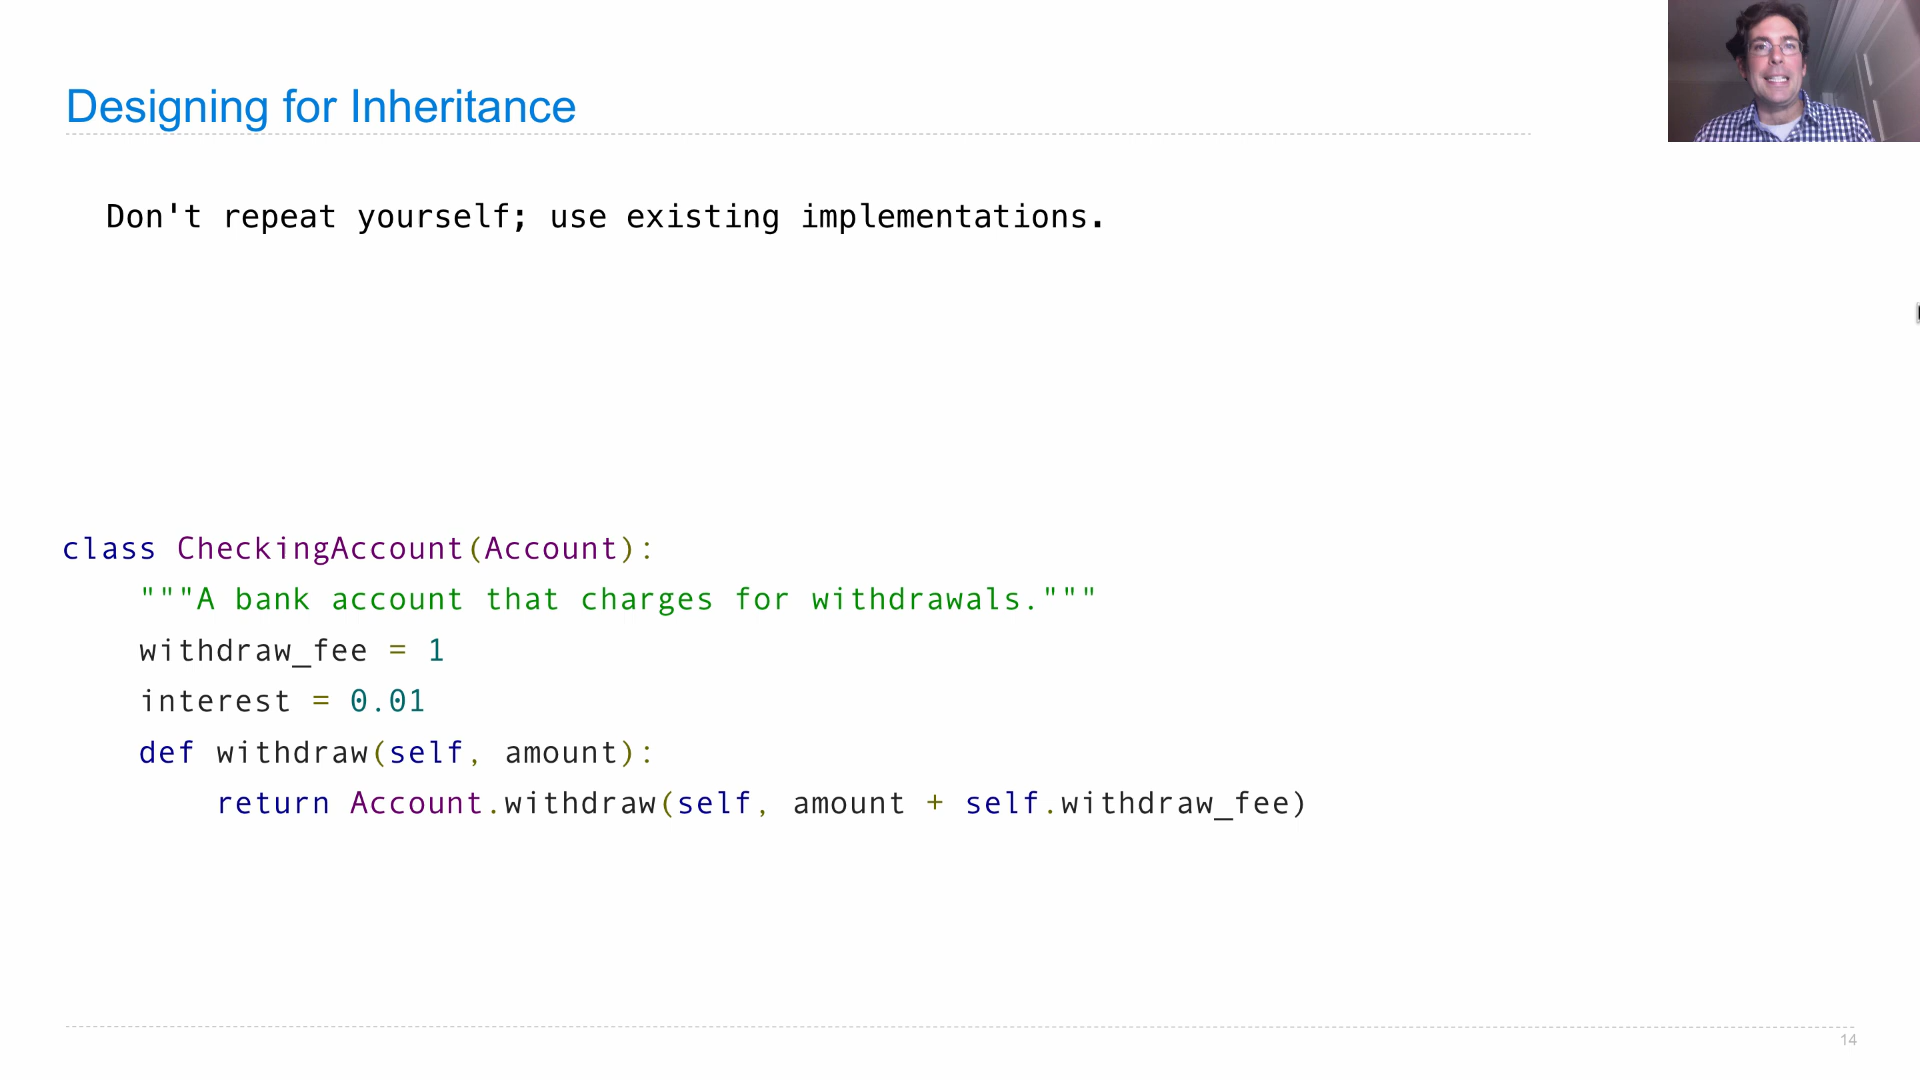 Designing for Inheritance
Don't repeat yourself; use existing implementations.
class CheckingAccount(Account):
    """A bank account that charges for withdrawals."""
    withdraw_fee = 1
    interest = 0.01
    def withdraw(self, amount):
        return Account.withdraw(self, amount + self.withdraw_fee)
14